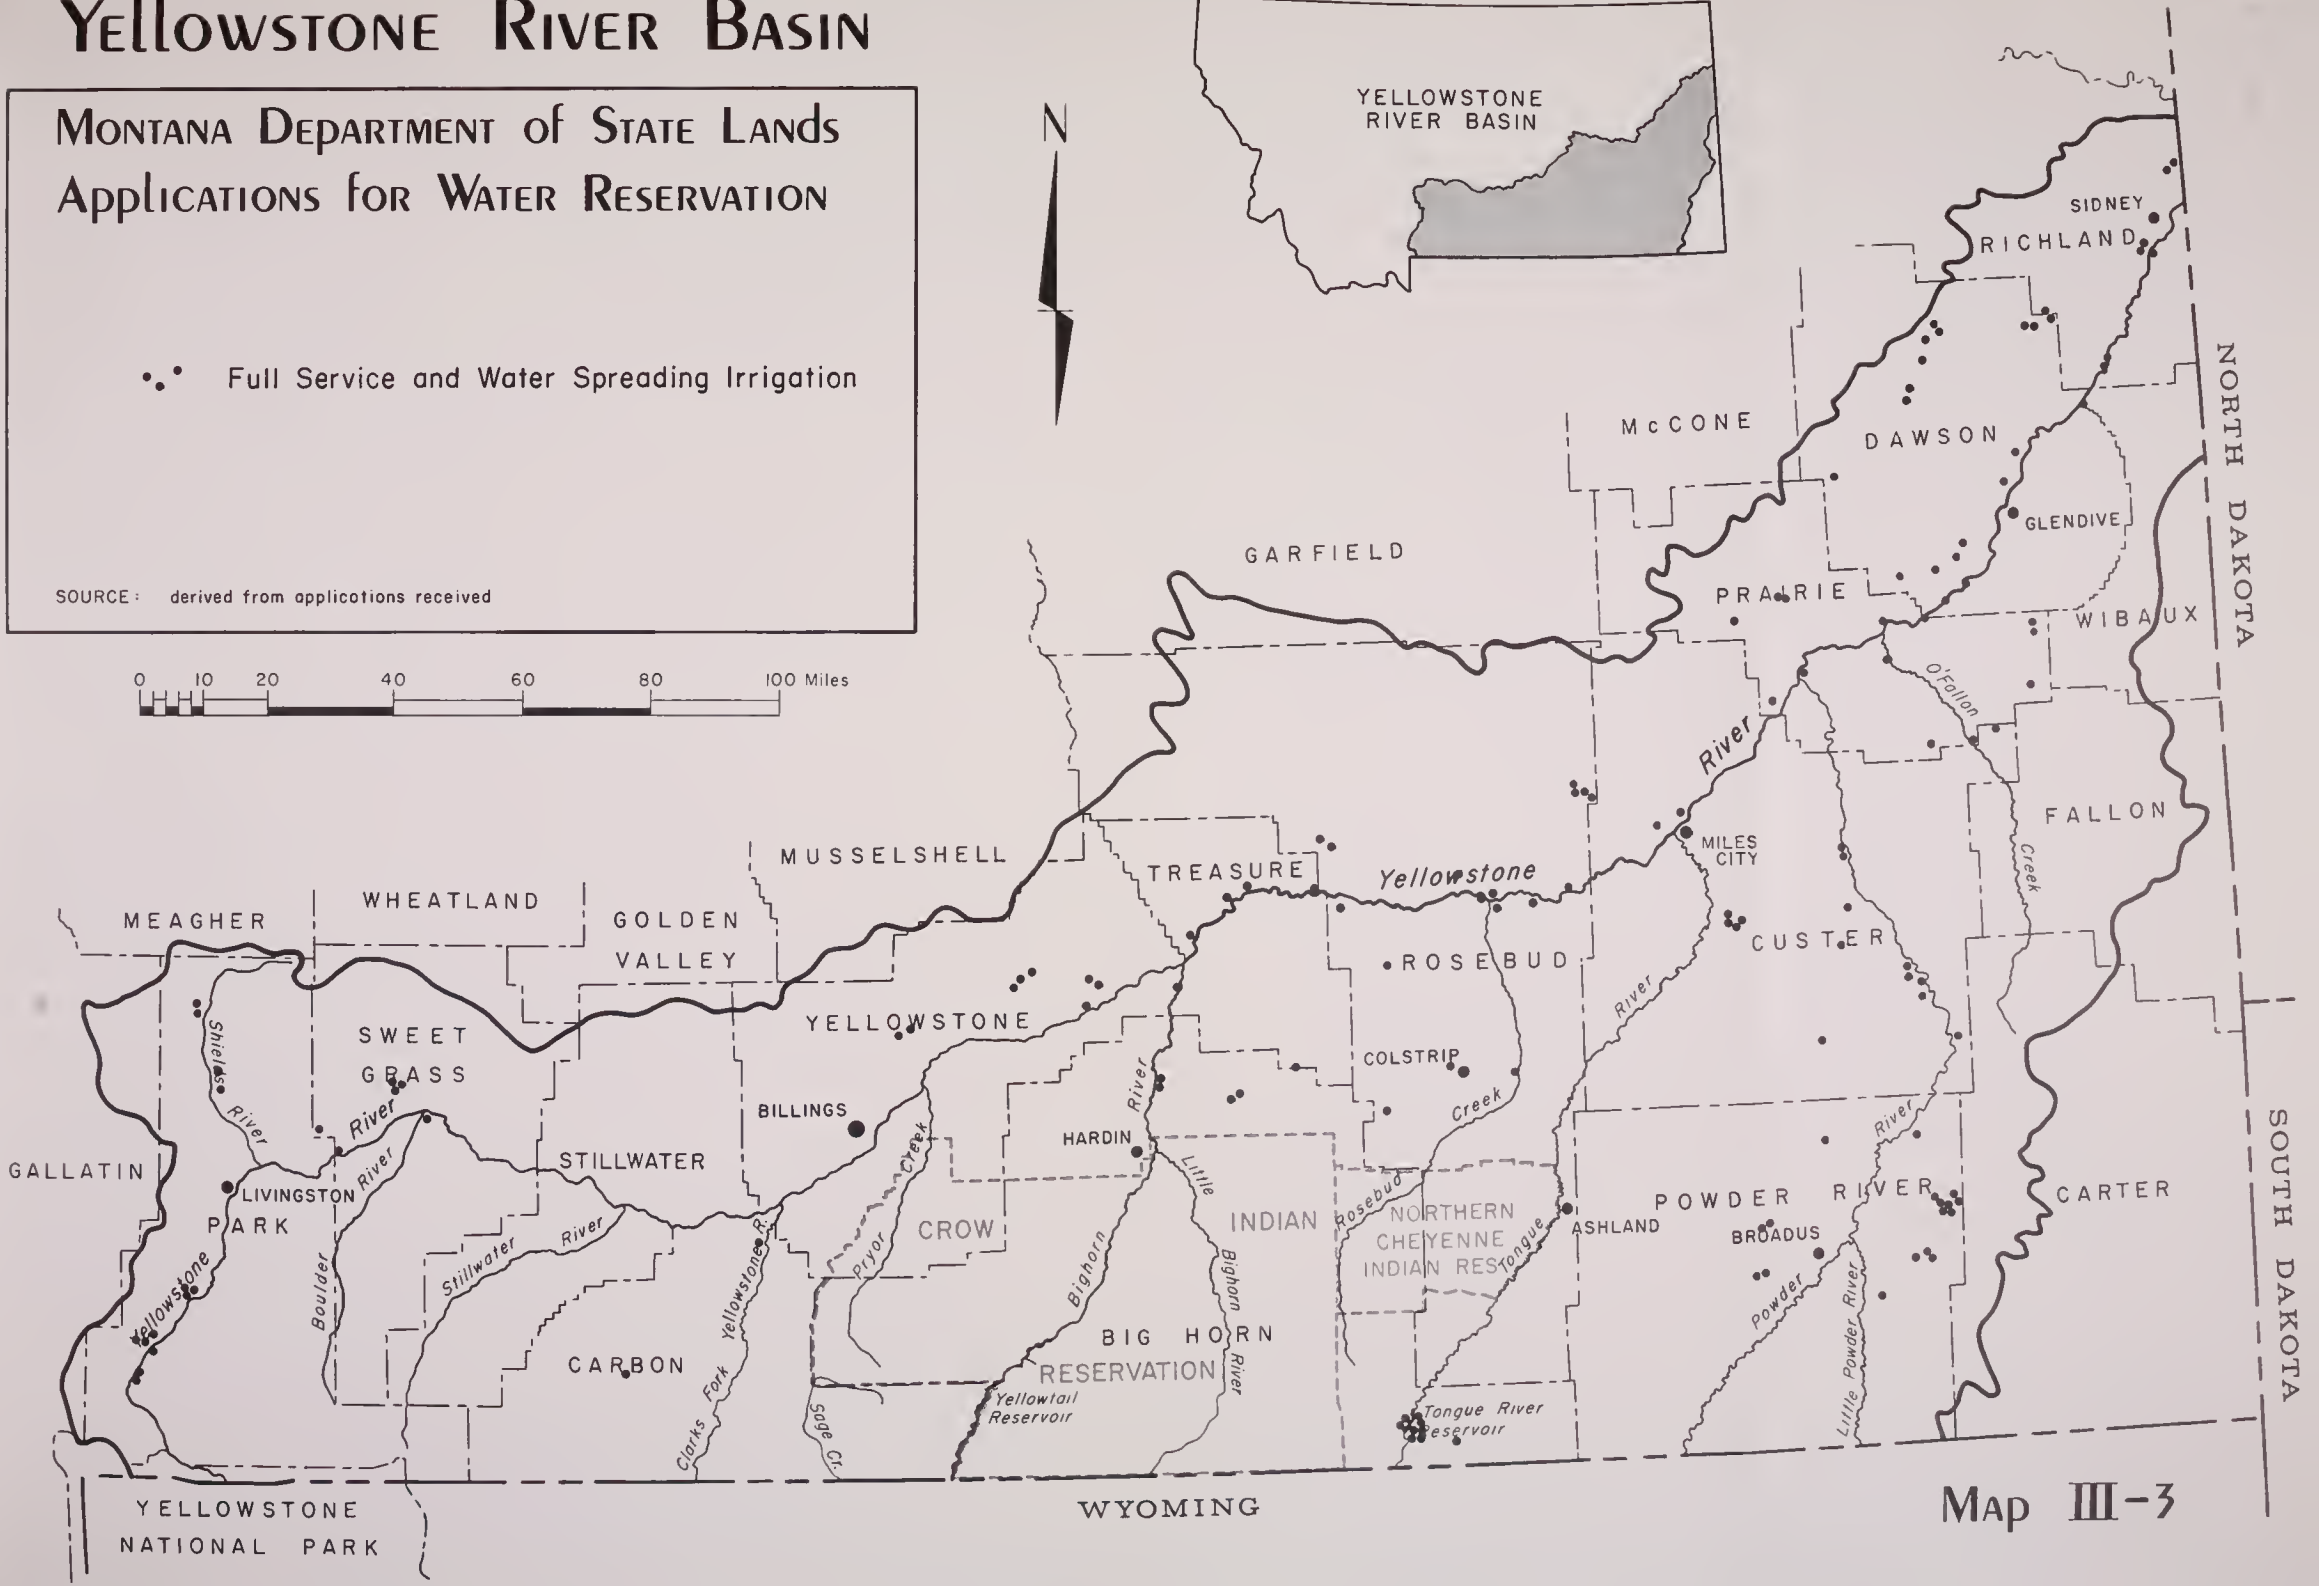 YELLOWSTONE RIVER BASIN
MONTANA DEPARTMENT of STATE LANDS
APPLICATIONS for WATER RESERVATION
Full Service and Water Spreading Irrigation
SOURCE: derived from applications received
0 10 20 40 60 80 100 Miles
N
YELLOWSTONE
RIVER BASIN
SIDNEY
RICHLAND
NORTH DAKOTA
McCONE
DAWSON
GLENDIVE
GARFIELD
PRAIRIE
WIBAUX
O'Fallon
Creek
River
FALLON
MILES
CITY
MUSSELSHELL
TREASURE
Yellowstone
WHEATLAND
MEAGHER
GOLDEN
VALLEY
ROSEBUD
CUSTER
River
YELLOWSTONE
SWEET
GRASS
Shields
River
River
COLSTRIP
Creek
River
BILLINGS
HARDIN
River
River
STILLWATER
GALLATIN
LIVINGSTON
River
PARK
Creek
Little
CROW
INDIAN
Rosebud
NORTHERN
CHEYENNE
INDIAN RES
Tongue
ASHLAND
POWDER RIVER
BROADUS
CARTER
SOUTH DAKOTA
Yellowstone
Boulder
Stillwater River
Clarks Fork Yellowstone R.
Pryor
Bighorn
Bighorn River
Powder
Little Powder River
BIG HORN
RESERVATION
CARBON
Yellowtail
Reservoir
Sage Cr.
Tongue River
Reservoir
YELLOWSTONE
NATIONAL PARK
WYOMING
MAP III-3